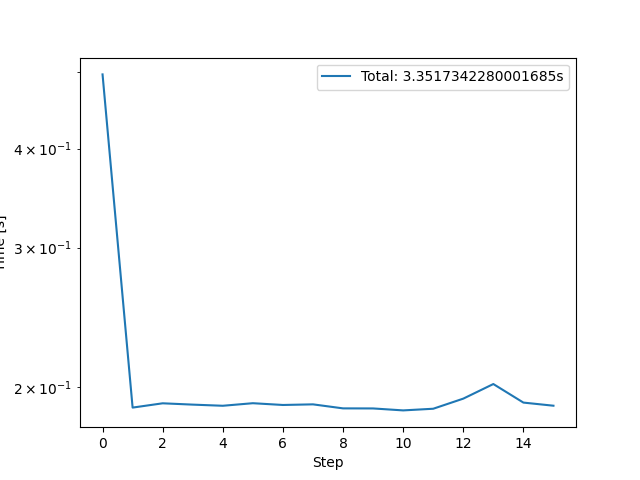 Total: 3.3517342280001685s
4 × 10⁻¹
3 × 10⁻¹
2 × 10⁻¹
0 2 4 6 8 10 12 14
Step